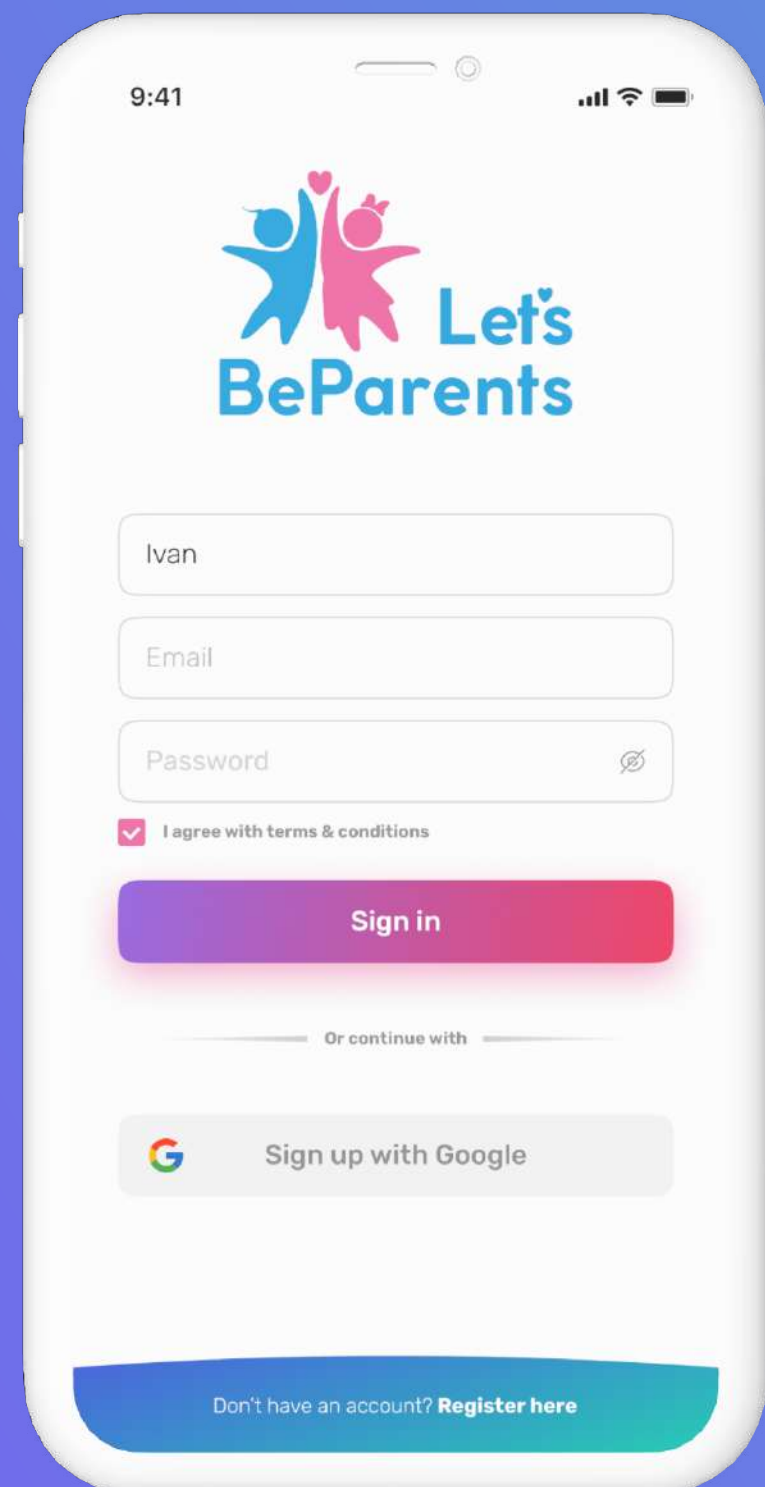 9:41
Let's
BeParents
Ivan
Email
Password
I agree with terms & conditions
Sign in
Or continue with
Sign up with Google
Don't have an account? Register here